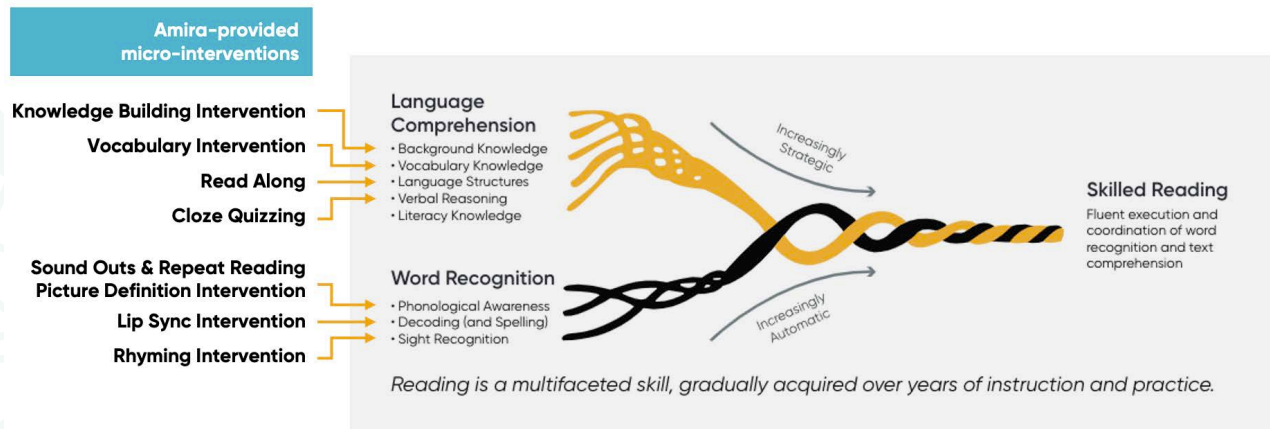 Amira-provided
micro-interventions
Knowledge Building Intervention
Vocabulary Intervention
Read Along
Cloze Quizzing
Sound Outs & Repeat Reading
Picture Definition Intervention
Lip Sync Intervention
Rhyming Intervention
Language
Comprehension
• Background Knowledge
• Vocabulary Knowledge
• Language Structures
• Verbal Reasoning
• Literacy Knowledge
Word Recognition
• Phonological Awareness
• Decoding (and Spelling)
• Sight Recognition
Increasingly
Strategic
Increasingly
Automatic
Skilled Reading
Fluent execution and
coordination of word
recognition and text
comprehension
Reading is a multifaceted skill, gradually acquired over years of instruction and practice.